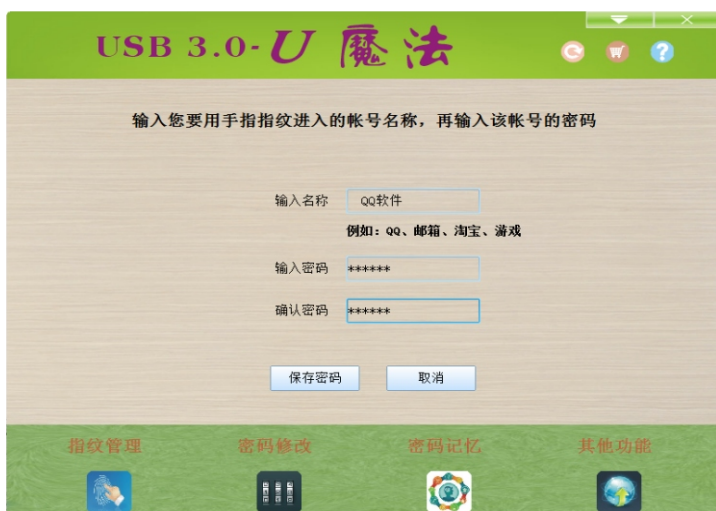 USB 3.0-U 魔法
输入您要用手指指纹进入的帐号名称，再输入该帐号的密码
输入名称 QQ软件
例如：QQ、邮箱、淘宝、游戏
输入密码 ******
确认密码 ******
保存密码 取消
指纹管理 密码修改 密码记忆 其他功能